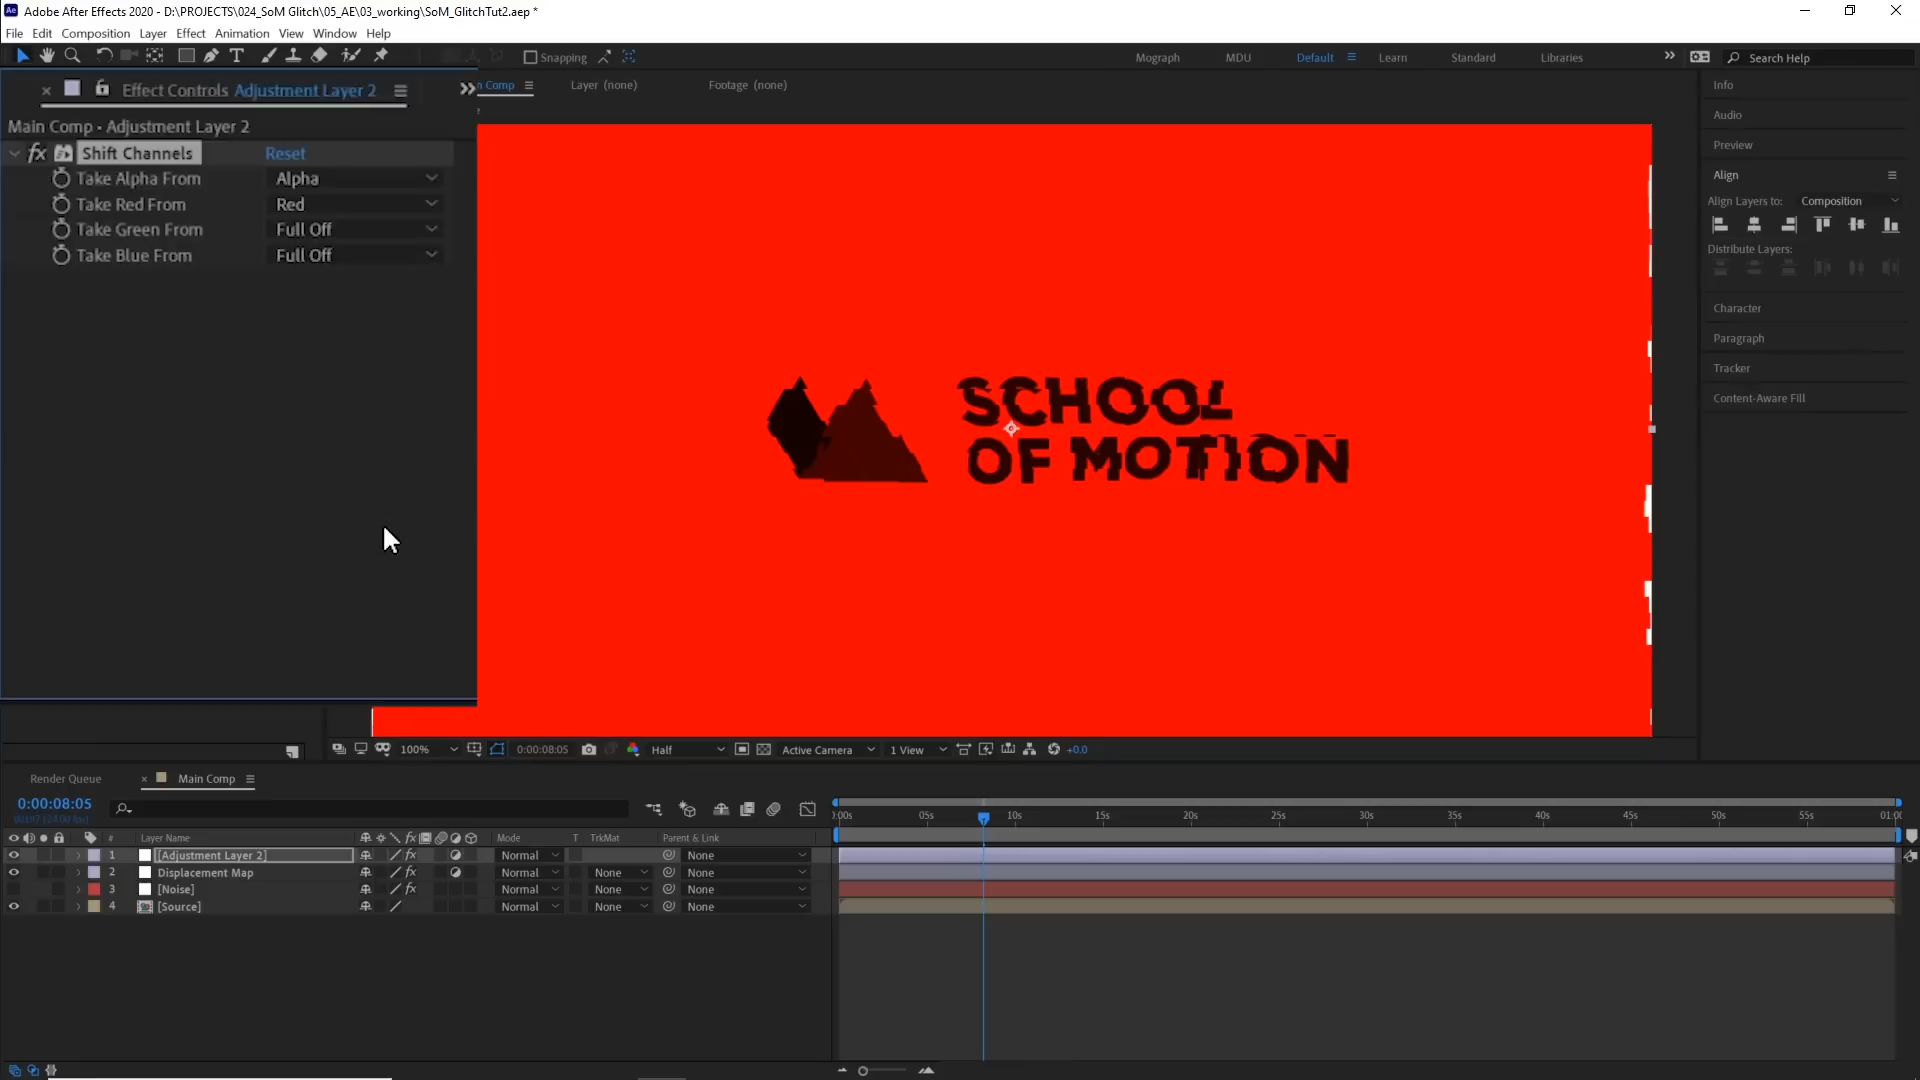 Adobe After Effects 2020 - D:\PROJECTS\024_SoM Glitch\05_AE\03_working\SoM_GlitchTut2.aep *
File Edit Composition Layer Effect Animation View Window Help
Snapping
Mograph MDU Default Learn Standard Libraries
Search Help
Effect Controls Adjustment Layer 2
Main Comp • Adjustment Layer 2
fx Shift Channels Reset
Take Alpha From Alpha
Take Red From Red
Take Green From Full Off
Take Blue From Full Off
Comp Layer (none) Footage (none)
SCHOOL
OF MOTION
Info
Audio
Preview
Align
Align Layers to: Composition
Distribute Layers:
Character
Paragraph
Tracker
Content-Aware Fill
100% 0:00:08:05 Half Active Camera 1 View +0.0
Render Queue Main Comp
0:00:08:05
# Layer Name Mode T TrkMat Parent & Link
1 [Adjustment Layer 2] Normal None
2 Displacement Map Normal None None
3 [Noise] Normal None None
4 [Source] Normal None None
05s 10s 15s 20s 25s 30s 35s 40s 45s 50s 55s